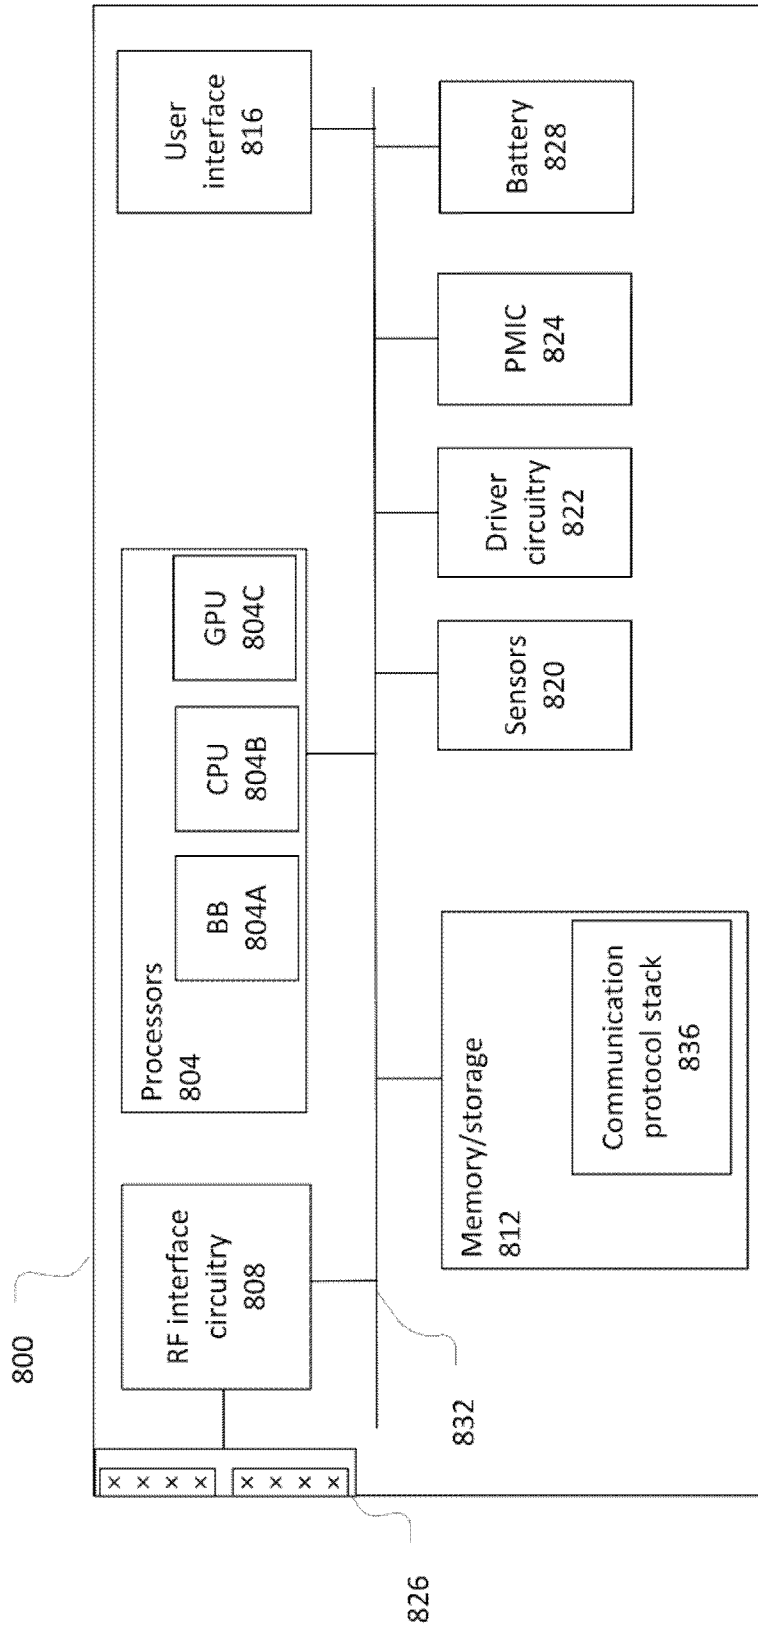 800
RF interface
circuitry
808
Processors
804
BB
804A
CPU
804B
GPU
804C
User
interface
816
x
x
x
x
x
x
x
x
826
832
Memory/storage
812
Communication
protocol stack
836
Sensors
820
Driver
circuitry
822
PMIC
824
Battery
828